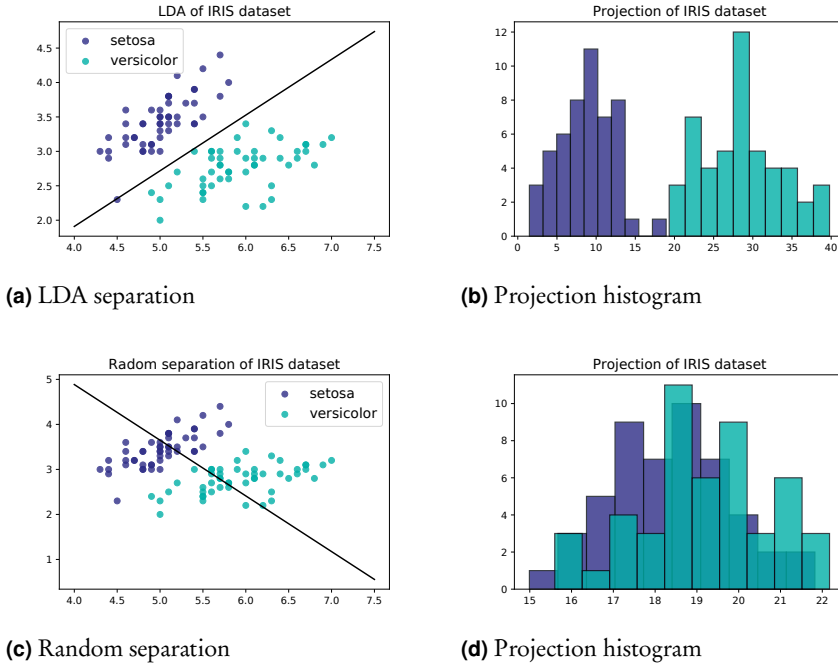 LDA of IRIS dataset
setosa
versicolor
4.5
4.0
3.5
3.0
2.5
2.0
4.0 4.5 5.0 5.5 6.0 6.5 7.0 7.5
(a) LDA separation
Projection of IRIS dataset
12
10
8
6
4
2
0
0 5 10 15 20 25 30 35 40
(b) Projection histogram
Radom separation of IRIS dataset
setosa
versicolor
5
4
3
2
1
4.0 4.5 5.0 5.5 6.0 6.5 7.0 7.5
(c) Random separation
Projection of IRIS dataset
10
8
6
4
2
0
15 16 17 18 19 20 21 22
(d) Projection histogram